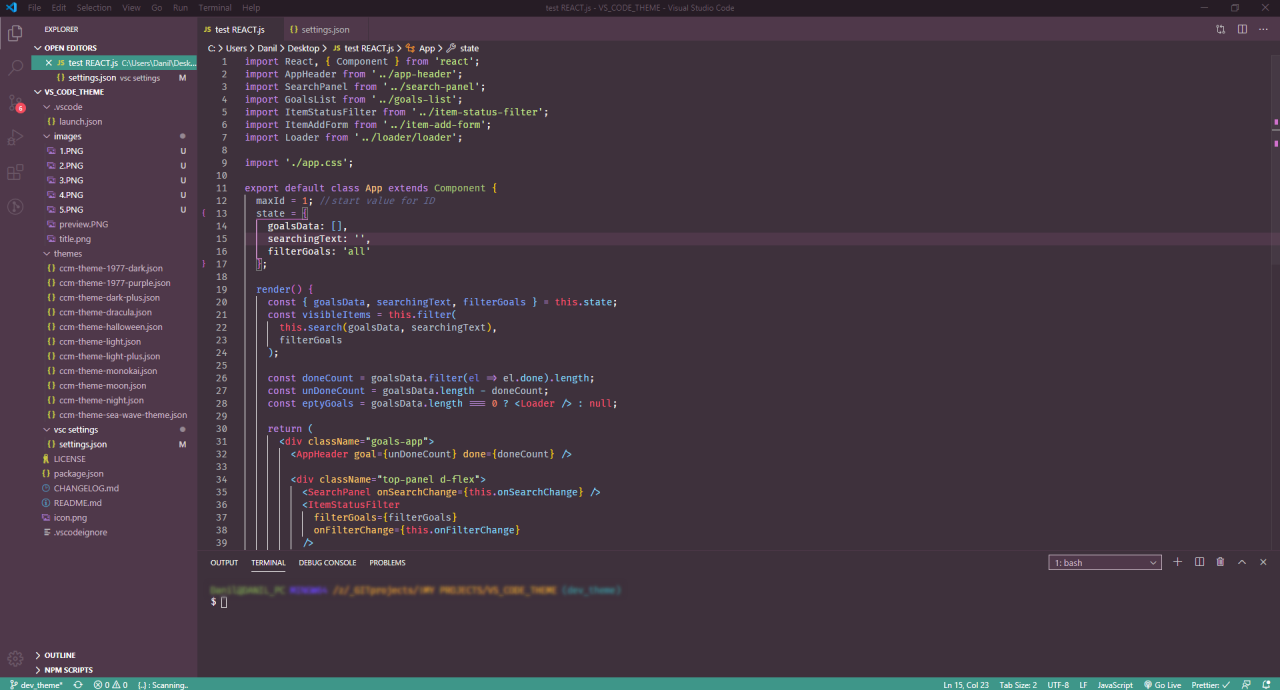 File Edit Selection View Go Run Terminal Help
test REACT.js - VS_CODE_THEME - Visual Studio Code
EXPLORER
OPEN EDITORS
JS test REACT.js C:\Users\Danil\Desk...
{} settings.json vsc settings M
VS_CODE_THEME
.vscode
{} launch.json
images
1.PNG U
2.PNG U
3.PNG U
4.PNG U
5.PNG U
preview.PNG
title.png
themes
{} ccm-theme-1977-dark.json
{} ccm-theme-1977-purple.json
{} ccm-theme-dark-plus.json
{} ccm-theme-dracula.json
{} ccm-theme-halloween.json
{} ccm-theme-light.json
{} ccm-theme-light-plus.json
{} ccm-theme-monokai.json
{} ccm-theme-moon.json
{} ccm-theme-night.json
{} ccm-theme-sea-wave-theme.json
vsc settings
{} settings.json M
LICENSE
{} package.json
CHANGELOG.md
README.md
icon.png
.vscodeignore
OUTLINE
NPM SCRIPTS
6
JS test REACT.js
{} settings.json
C: > Users > Danil > Desktop > JS test REACT.js > App > state
1 import React, { Component } from 'react';
2 import AppHeader from '../app-header';
3 import SearchPanel from '../search-panel';
4 import GoalsList from '../goals-list';
5 import ItemStatusFilter from '../item-status-filter';
6 import ItemAddForm from '../item-add-form';
7 import Loader from '../loader/loader';
8
9 import './app.css';
10
11 export default class App extends Component {
12 maxId = 1; //start value for ID
13 state = {
14 goalsData: [],
15 searchingText: '',
16 filterGoals: 'all'
17 };
18
19 render() {
20 const { goalsData, searchingText, filterGoals } = this.state;
21 const visibleItems = this.filter(
22 this.search(goalsData, searchingText),
23 filterGoals
24 );
25
26 const doneCount = goalsData.filter(el => el.done).length;
27 const unDoneCount = goalsData.length - doneCount;
28 const eptyGoals = goalsData.length === 0 ? <Loader /> : null;
29
30 return (
31 <div className="goals-app">
32 <AppHeader goal={unDoneCount} done={doneCount} />
33
34 <div className="top-panel d-flex">
35 <SearchPanel onSearchChange={this.onSearchChange} />
36 <ItemStatusFilter
37 filterGoals={filterGoals}
38 onFilterChange={this.onFilterChange}
39 />
OUTPUT TERMINAL DEBUG CONSOLE PROBLEMS
1: bash
$
dev_theme* 0 0 {..} : Scanning..
Ln 15, Col 23 Tab Size: 2 UTF-8 LF JavaScript Go Live Prettier: ✓